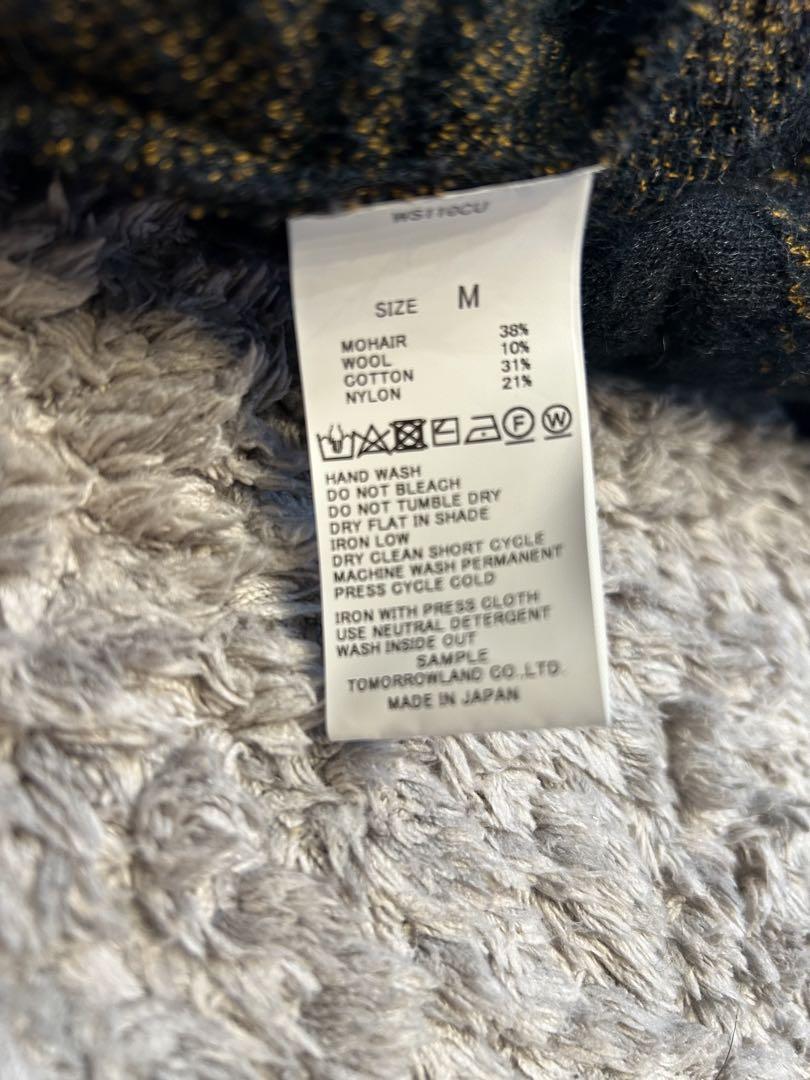 WS110CU
SIZE M
MOHAIR 38%
WOOL 10%
COTTON 31%
NYLON 21%
F W
HAND WASH
DO NOT BLEACH
DO NOT TUMBLE DRY
DRY FLAT IN SHADE
IRON LOW
DRY CLEAN SHORT CYCLE
MACHINE WASH PERMANENT
PRESS CYCLE COLD
IRON WITH PRESS CLOTH
USE NEUTRAL DETERGENT
WASH INSIDE OUT
SAMPLE
TOMORROWLAND CO.,LTD.
MADE IN JAPAN